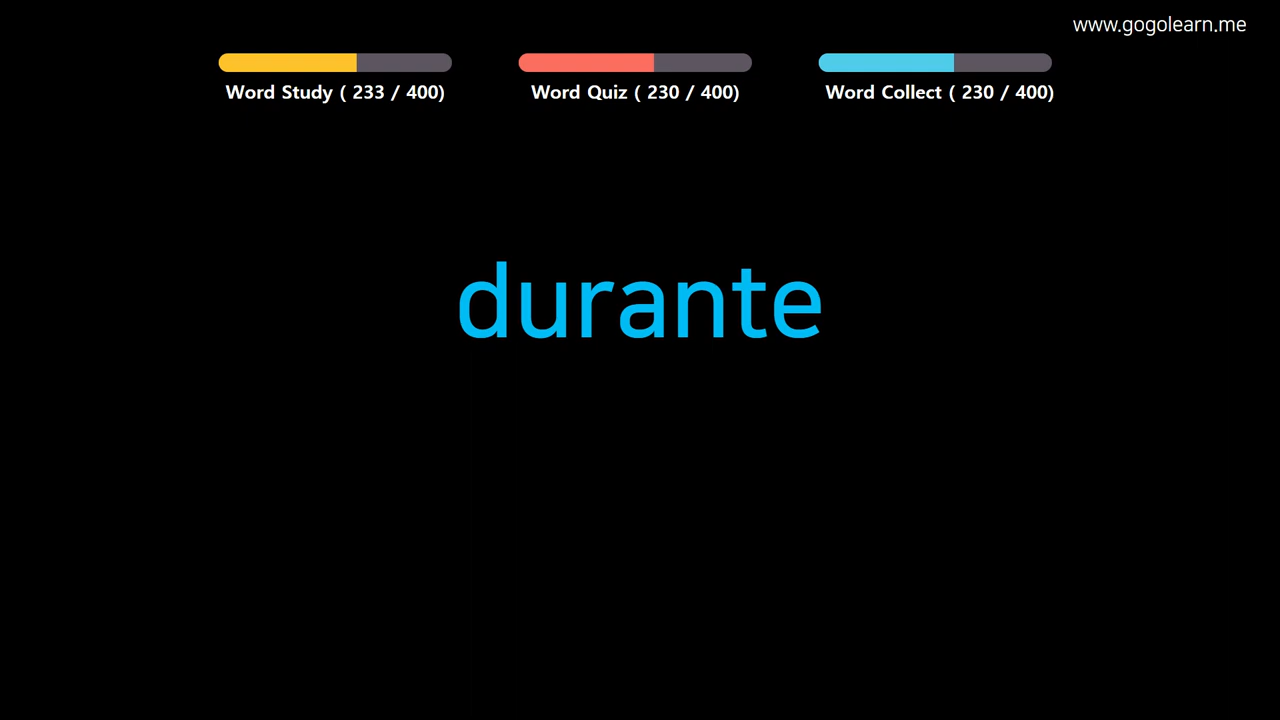 www.gogolearn.me
Word Study ( 233 / 400)
Word Quiz ( 230 / 400)
Word Collect ( 230 / 400)
durante